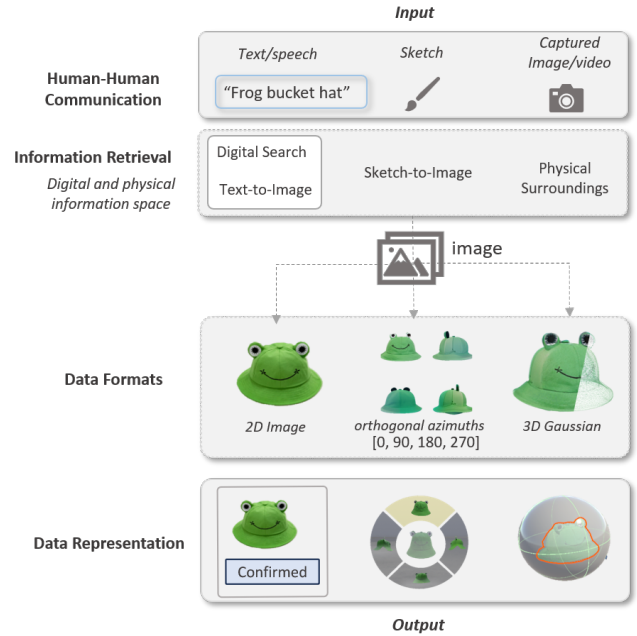 Input
Human-Human
Communication
Text/speech
Sketch
Captured
Image/video
“Frog bucket hat”
Information Retrieval
Digital and physical
information space
Digital Search
Text-to-Image
Sketch-to-Image
Physical
Surroundings
image
Data Formats
2D Image
orthogonal azimuths
[0, 90, 180, 270]
3D Gaussian
Data Representation
Confirmed
Output